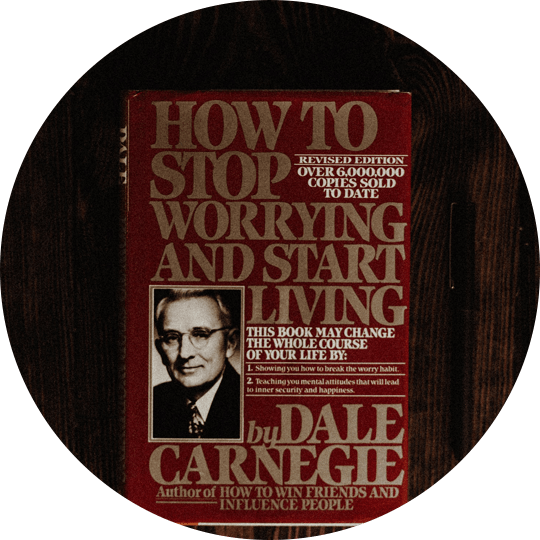 HOW TO
STOP
REVISED EDITION
OVER 6,000,000
COPIES SOLD
TO DATE
WORRYING
AND START
LIVING
THIS BOOK MAY CHANGE
THE WHOLE COURSE
OF YOUR LIFE BY:
1. Showing you how to break the worry habit.
2. Teaching you mental attitudes that will lead
to inner security and happiness.
by DALE
CARNEGIE
Author of HOW TO WIN FRIENDS AND
INFLUENCE PEOPLE